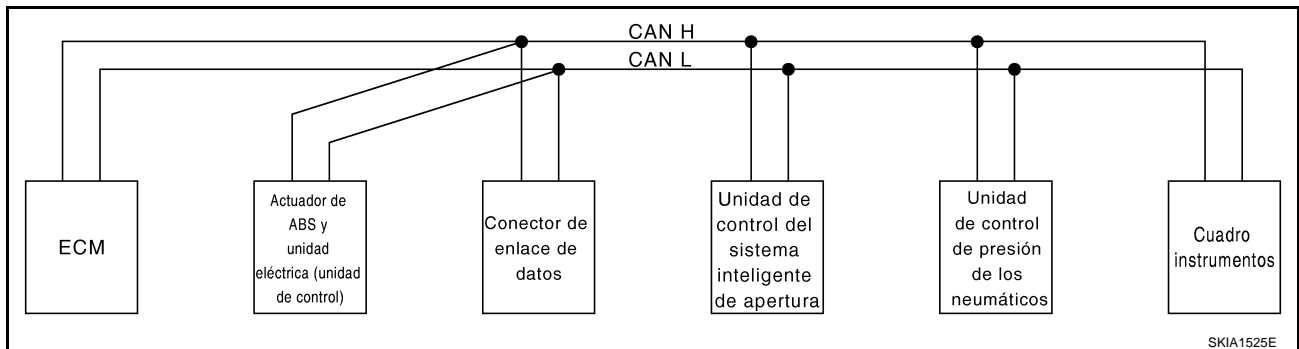 CAN H
CAN L
ECM
Actuador de
ABS y
unidad
eléctrica (unidad
de control)
Conector de
enlace de
datos
Unidad de
control del
sistema
inteligente
de apertura
Unidad
de control
de presión
de los
neumáticos
Cuadro
instrumentos
SKIA1525E